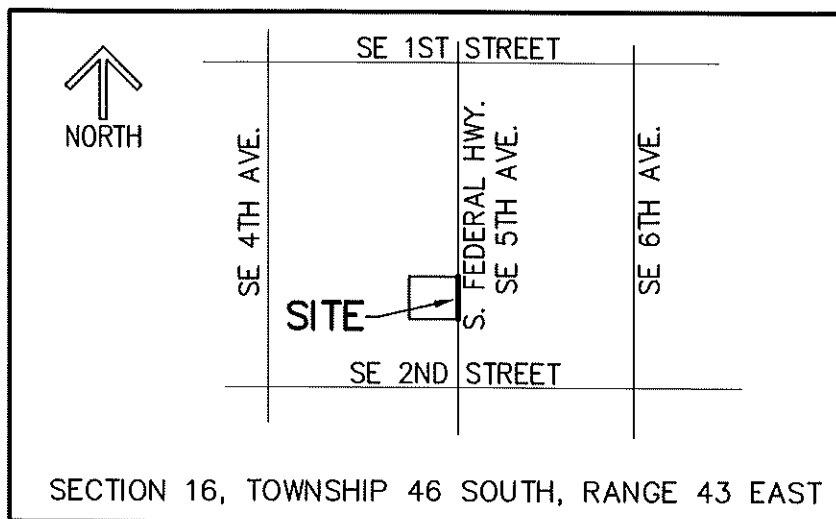 SE 1ST STREET
NORTH
SE 4TH AVE.
S. FEDERAL HWY.
SE 5TH AVE.
SE 6TH AVE.
SITE
SE 2ND STREET
SECTION 16, TOWNSHIP 46 SOUTH, RANGE 43 EAST